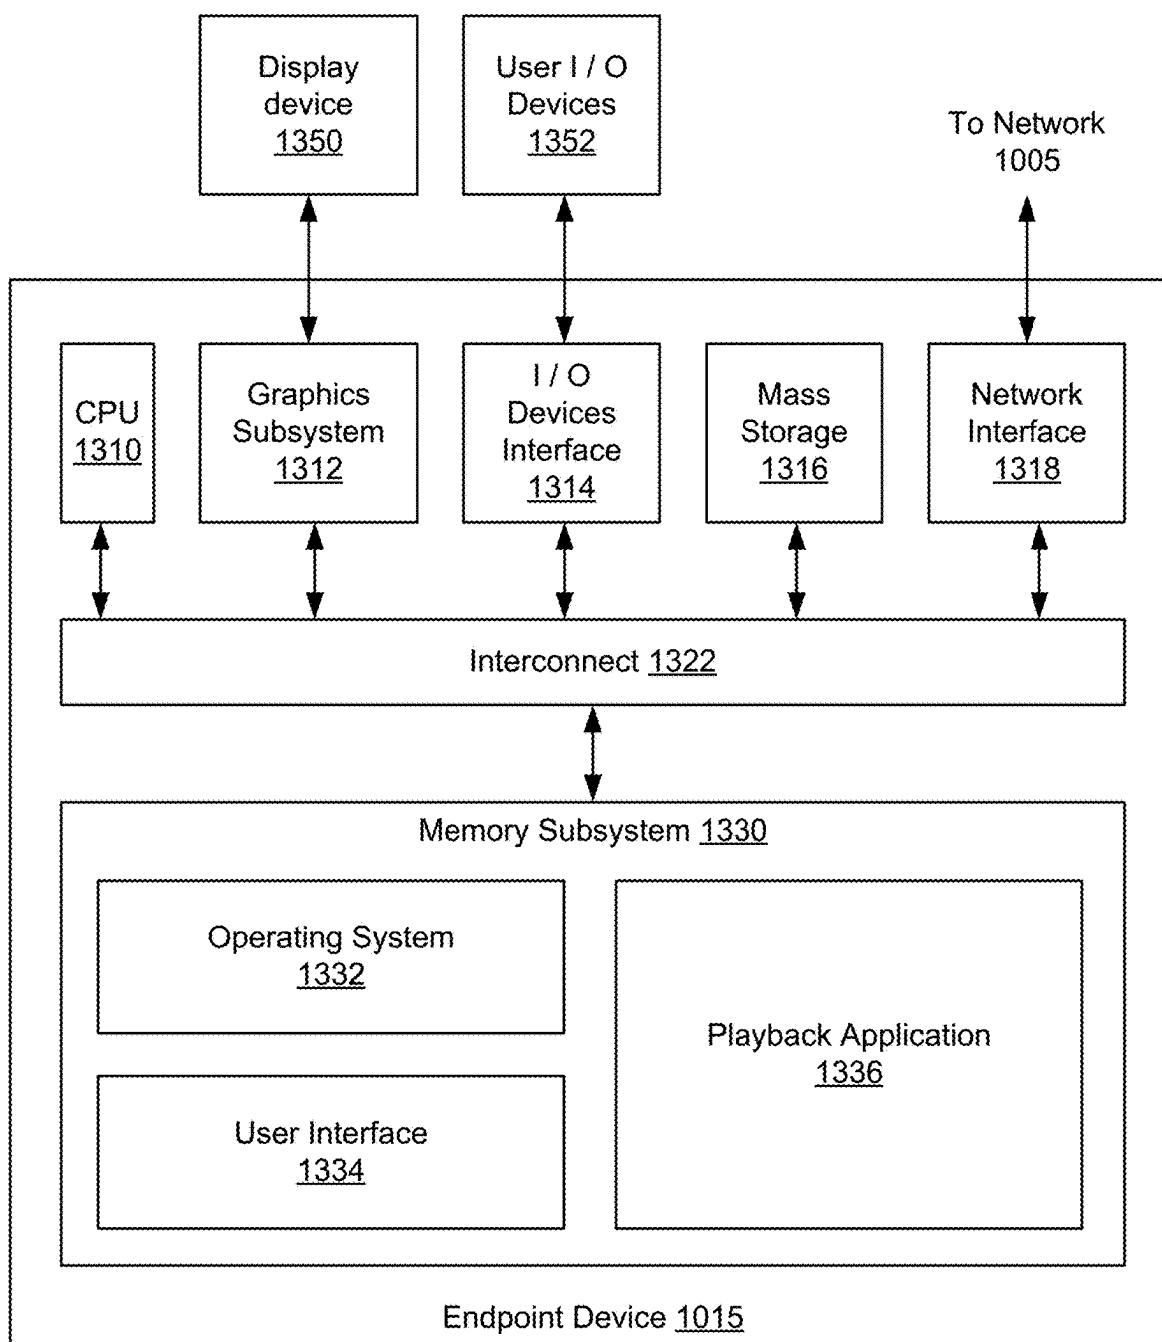 Display
device
1350
User I / O
Devices
1352
To Network
1005
CPU
1310
Graphics
Subsystem
1312
I / O
Devices
Interface
1314
Mass
Storage
1316
Network
Interface
1318
Interconnect 1322
Memory Subsystem 1330
Operating System
1332
User Interface
1334
Playback Application
1336
Endpoint Device 1015